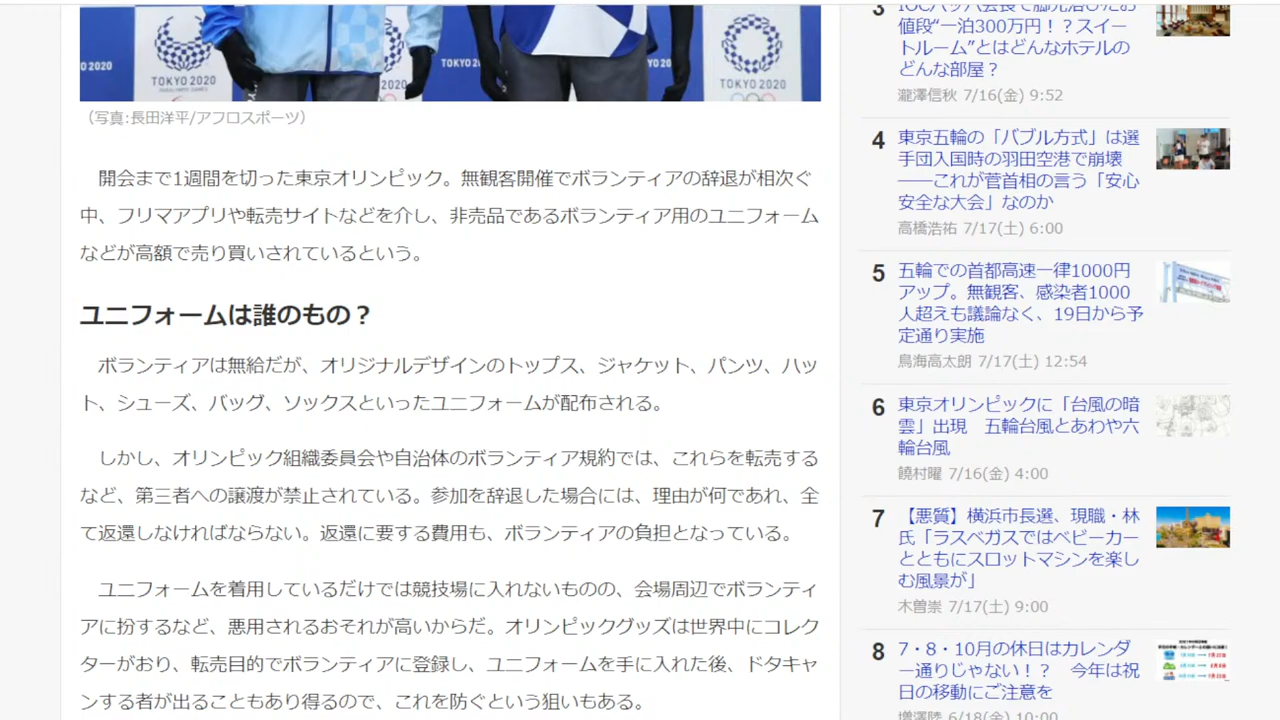 2020
TOKYO 2020
2020
TOKYO 2020
2020
TOKYO 2020
（写真:長田洋平/アフロスポーツ）
開会まで1週間を切った東京オリンピック。無観客開催でボランティアの辞退が相次ぐ
中、フリマアプリや転売サイトなどを介し、非売品であるボランティア用のユニフォーム
などが高額で売り買いされているという。
ユニフォームは誰のもの？
ボランティアは無給だが、オリジナルデザインのトップス、ジャケット、パンツ、ハッ
ト、シューズ、バッグ、ソックスといったユニフォームが配布される。
しかし、オリンピック組織委員会や自治体のボランティア規約では、これらを転売する
など、第三者への譲渡が禁止されている。参加を辞退した場合には、理由が何であれ、全
て返還しなければならない。返還に要する費用も、ボランティアの負担となっている。
ユニフォームを着用しているだけでは競技場に入れないものの、会場周辺でボランティ
アに扮するなど、悪用されるおそれが高いからだ。オリンピックグッズは世界中にコレク
ターがおり、転売目的でボランティアに登録し、ユニフォームを手に入れた後、ドタキャ
ンする者が出ることもあり得るので、これを防ぐという狙いもある。
3
IOCバッハ会長で脚光浴びたお
値段“一泊300万円！？スイー
トルーム”とはどんなホテルの
どんな部屋？
瀧澤信秋 7/16(金) 9:52
4
東京五輪の「バブル方式」は選
手団入国時の羽田空港で崩壊
――これが菅首相の言う「安心
安全な大会」なのか
高橋浩祐 7/17(土) 6:00
5
五輪での首都高速一律1000円
アップ。無観客、感染者1000
人超えも議論なく、19日から予
定通り実施
鳥海高太朗 7/17(土) 12:54
6
東京オリンピックに「台風の暗
雲」出現　五輪台風とあわや六
輪台風
饒村曜 7/16(金) 4:00
7
【悪質】横浜市長選、現職・林
氏「ラスベガスではベビーカー
とともにスロットマシンを楽し
む風景が」
木曽崇 7/17(土) 9:00
8
7・8・10月の休日はカレンダ
ー通りじゃない！？　今年は祝
日の移動にご注意を
増澤陸 6/18(金) 10:00